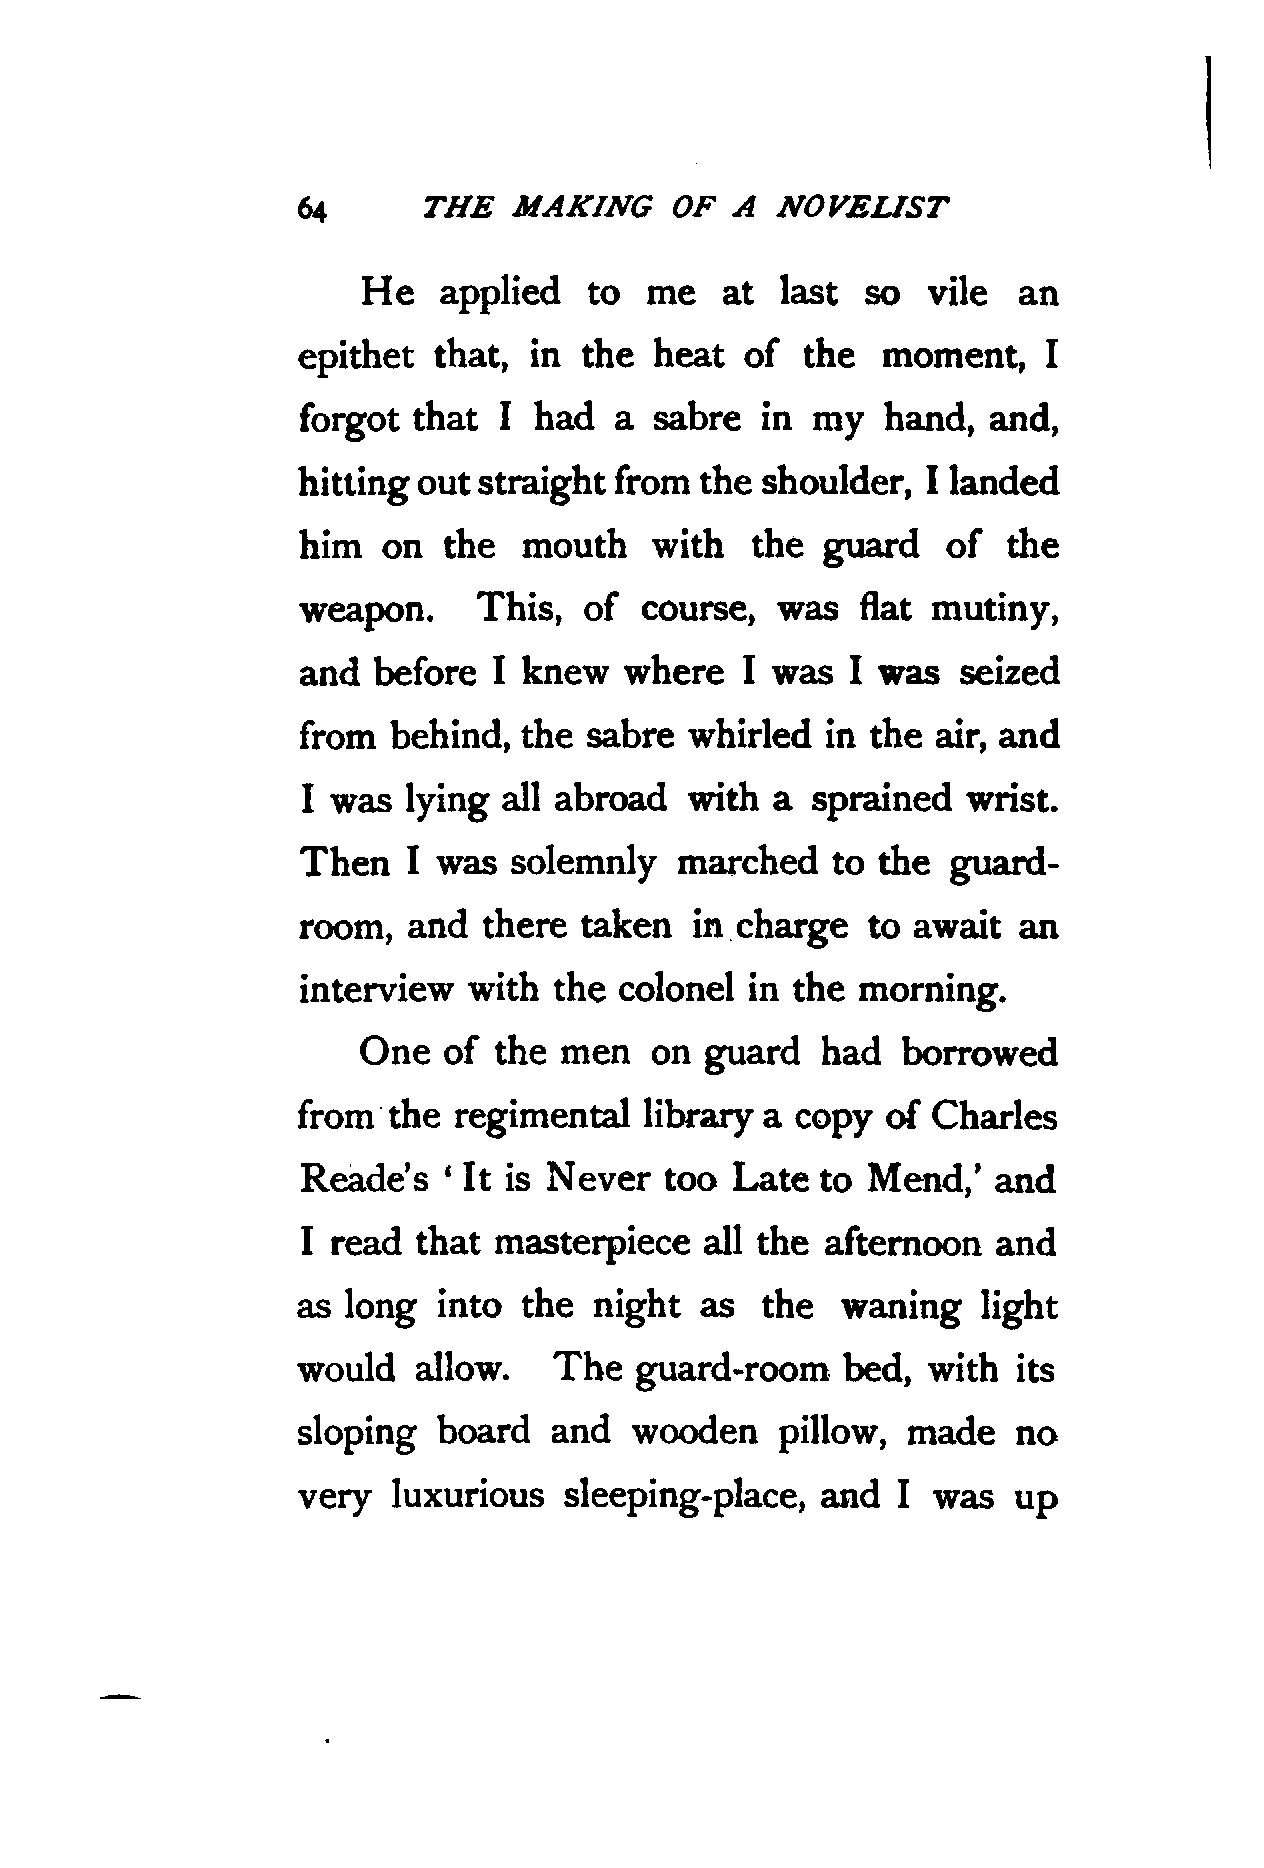 64 THE MAKING OF A NOVELIST
He applied to me at last so vile an
epithet that, in the heat of the moment, I
forgot that I had a sabre in my hand, and,
hitting out straight from the shoulder, I landed
him on the mouth with the guard of the
weapon. This, of course, was flat mutiny,
and before I knew where I was I was seized
from behind, the sabre whirled in the air, and
I was lying all abroad with a sprained wrist.
Then I was solemnly marched to the guard-
room, and there taken in charge to await an
interview with the colonel in the morning.
One of the men on guard had borrowed
from the regimental library a copy of Charles
Reade's ‘ It is Never too Late to Mend,’ and
I read that masterpiece all the afternoon and
as long into the night as the waning light
would allow. The guard-room bed, with its
sloping board and wooden pillow, made no
very luxurious sleeping-place, and I was up